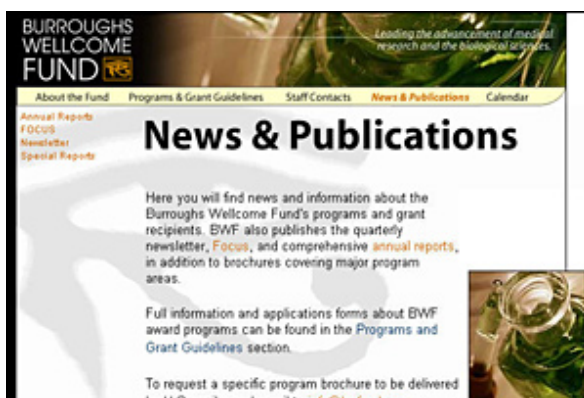 BURROUGHS
WELLCOME
FUND
Leading the advancement of medical
research and the biological sciences.
About the Fund Programs & Grant Guidelines Staff Contacts News & Publications Calendar
Annual Reports
FOCUS
Newsletter
Special Reports
News & Publications
Here you will find news and information about the
Burroughs Wellcome Fund's programs and grant
recipients. BWF also publishes the quarterly
newsletter, Focus, and comprehensive annual reports,
in addition to brochures covering major program
areas.
Full information and applications forms about BWF
award programs can be found in the Programs and
Grant Guidelines section.
To request a specific program brochure to be delivered